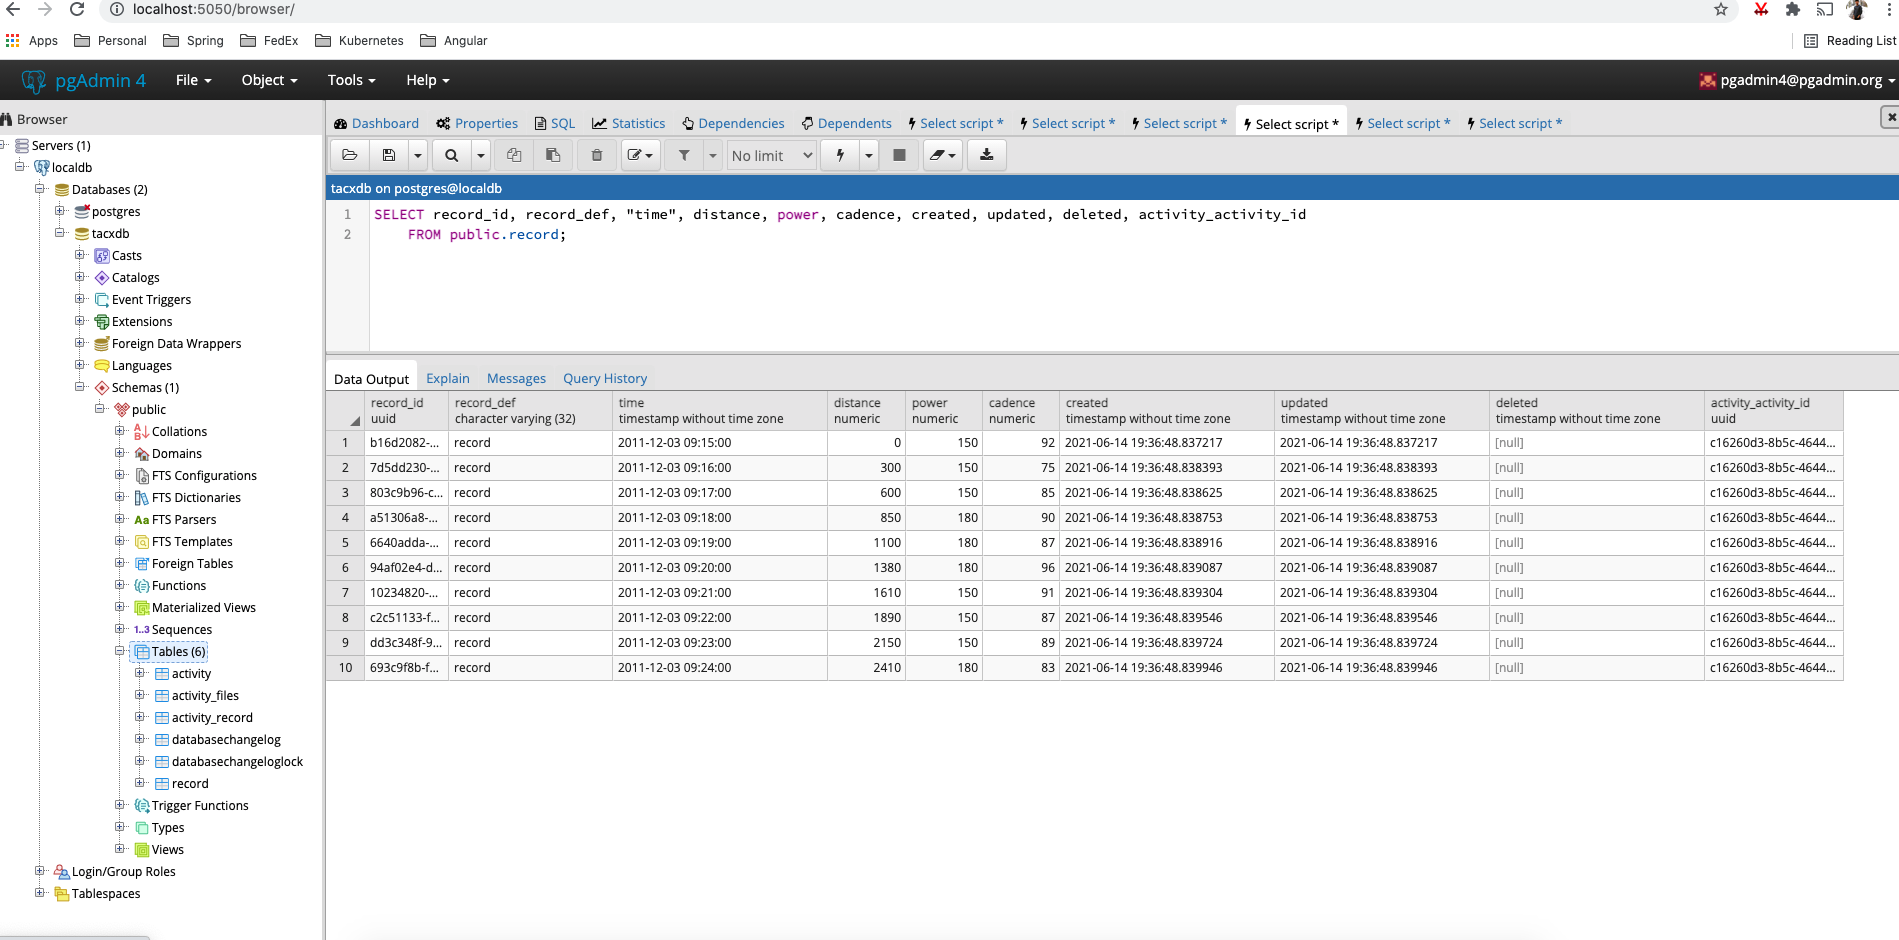 localhost:5050/browser/
Apps Personal Spring FedEx Kubernetes Angular Reading List
pgAdmin 4 File Object Tools Help pgadmin4@pgadmin.org
Browser
Servers (1)
localdb
Databases (2)
postgres
tacxdb
Casts
Catalogs
Event Triggers
Extensions
Foreign Data Wrappers
Languages
Schemas (1)
public
Collations
Domains
FTS Configurations
FTS Dictionaries
Aa FTS Parsers
FTS Templates
Foreign Tables
Functions
Materialized Views
1..3 Sequences
Tables (6)
activity
activity_files
activity_record
databasechangelog
databasechangeloglock
record
Trigger Functions
Types
Views
Login/Group Roles
Tablespaces
Dashboard Properties SQL Statistics Dependencies Dependents Select script * Select script * Select script * Select script * Select script * Select script *
No limit
tacxdb on postgres@localdb
1 SELECT record_id, record_def, "time", distance, power, cadence, created, updated, deleted, activity_activity_id
2 FROM public.record;
Data Output Explain Messages Query History
record_id record_def time distance power cadence created updated deleted activity_activity_id
uuid character varying (32) timestamp without time zone numeric numeric numeric timestamp without time zone timestamp without time zone timestamp without time zone uuid
1 b16d2082-... record 2011-12-03 09:15:00 0 150 92 2021-06-14 19:36:48.837217 2021-06-14 19:36:48.837217 [null] c16260d3-8b5c-4644...
2 7d5dd230-... record 2011-12-03 09:16:00 300 150 75 2021-06-14 19:36:48.838393 2021-06-14 19:36:48.838393 [null] c16260d3-8b5c-4644...
3 803c9b96-c... record 2011-12-03 09:17:00 600 150 85 2021-06-14 19:36:48.838625 2021-06-14 19:36:48.838625 [null] c16260d3-8b5c-4644...
4 a51306a8-... record 2011-12-03 09:18:00 850 180 90 2021-06-14 19:36:48.838753 2021-06-14 19:36:48.838753 [null] c16260d3-8b5c-4644...
5 6640adda-... record 2011-12-03 09:19:00 1100 180 87 2021-06-14 19:36:48.838916 2021-06-14 19:36:48.838916 [null] c16260d3-8b5c-4644...
6 94af02e4-d... record 2011-12-03 09:20:00 1380 180 96 2021-06-14 19:36:48.839087 2021-06-14 19:36:48.839087 [null] c16260d3-8b5c-4644...
7 10234820-... record 2011-12-03 09:21:00 1610 150 91 2021-06-14 19:36:48.839304 2021-06-14 19:36:48.839304 [null] c16260d3-8b5c-4644...
8 c2c51133-f... record 2011-12-03 09:22:00 1890 150 87 2021-06-14 19:36:48.839546 2021-06-14 19:36:48.839546 [null] c16260d3-8b5c-4644...
9 dd3c348f-9... record 2011-12-03 09:23:00 2150 150 89 2021-06-14 19:36:48.839724 2021-06-14 19:36:48.839724 [null] c16260d3-8b5c-4644...
10 693c9f8b-f... record 2011-12-03 09:24:00 2410 180 83 2021-06-14 19:36:48.839946 2021-06-14 19:36:48.839946 [null] c16260d3-8b5c-4644...